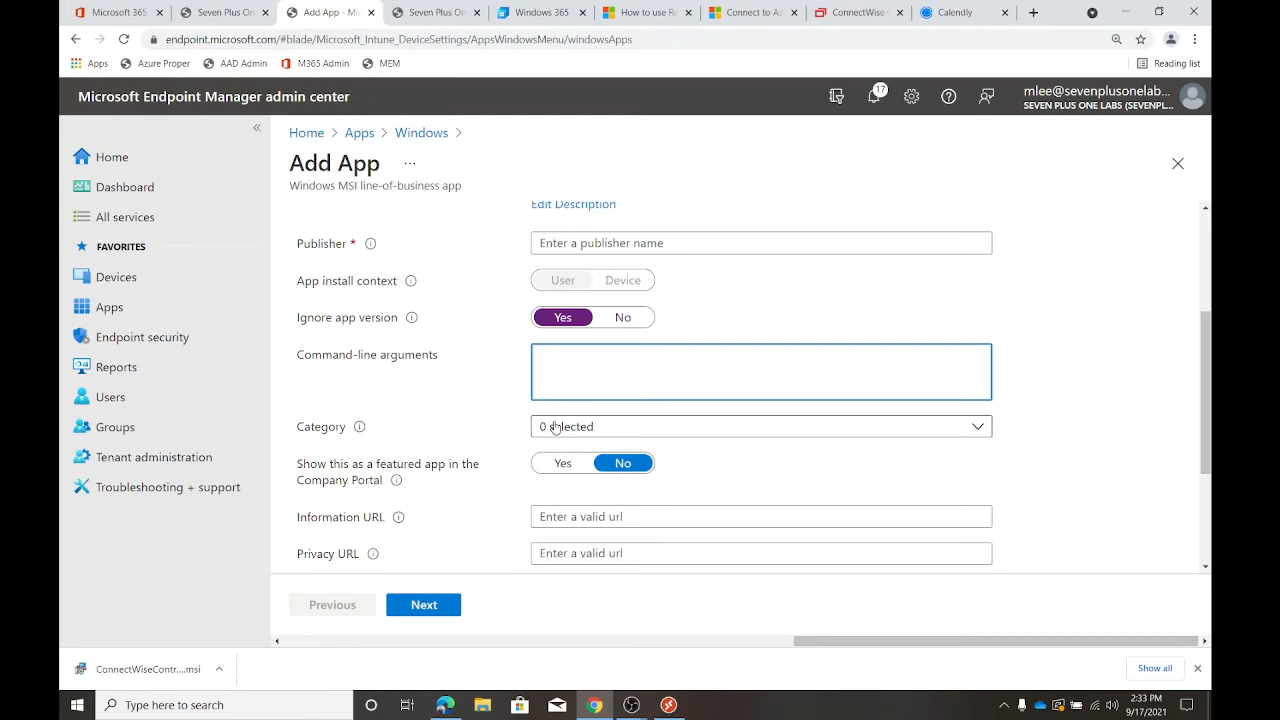 Microsoft 365
Seven Plus On
Add App - Mic
Seven Plus On
Windows 365
How to use Re
Connect to Az
ConnectWise C
Calendly
endpoint.microsoft.com/#blade/Microsoft_Intune_DeviceSettings/AppsWindowsMenu/windowsApps
Apps
Azure Proper
AAD Admin
M365 Admin
MEM
Reading list
Microsoft Endpoint Manager admin center
17
mlee@sevenplusonelab...
SEVEN PLUS ONE LABS (SEVENPL...
Home
Dashboard
All services
FAVORITES
Devices
Apps
Endpoint security
Reports
Users
Groups
Tenant administration
Troubleshooting + support
Home > Apps > Windows >
Add App ...
Windows MSI line-of-business app
Edit Description
Publisher *
Enter a publisher name
App install context
User Device
Ignore app version
Yes No
Command-line arguments
Category
0 selected
Show this as a featured app in the
Company Portal
Yes No
Information URL
Enter a valid url
Privacy URL
Enter a valid url
Previous
Next
ConnectWiseContr....msi
Show all
Type here to search
2:33 PM
9/17/2021